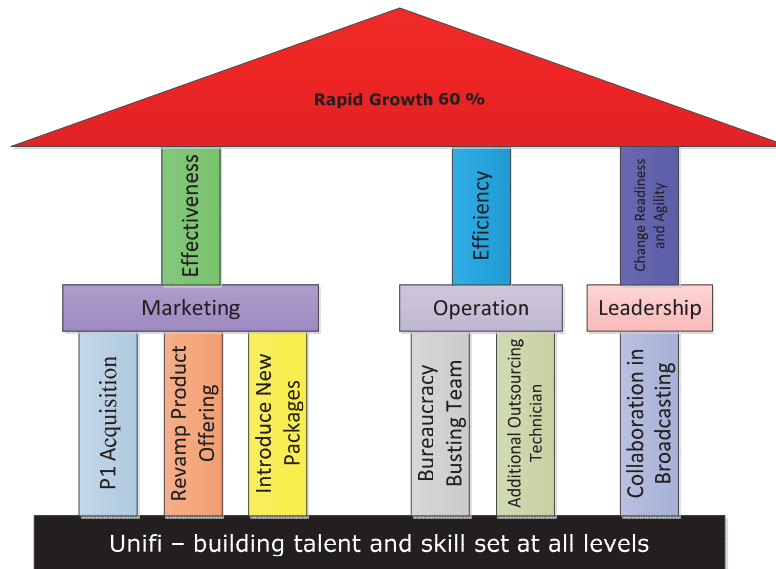 Rapid Growth 60 %
Effectiveness
Efficiency
Change Readiness
and Agility
Marketing
Operation
Leadership
P1 Acquisition
Revamp Product
Offering
Introduce New
Packages
Bureaucracy
Busting Team
Additional Outsourcing
Technician
Collaboration in
Broadcasting
Unifi – building talent and skill set at all levels